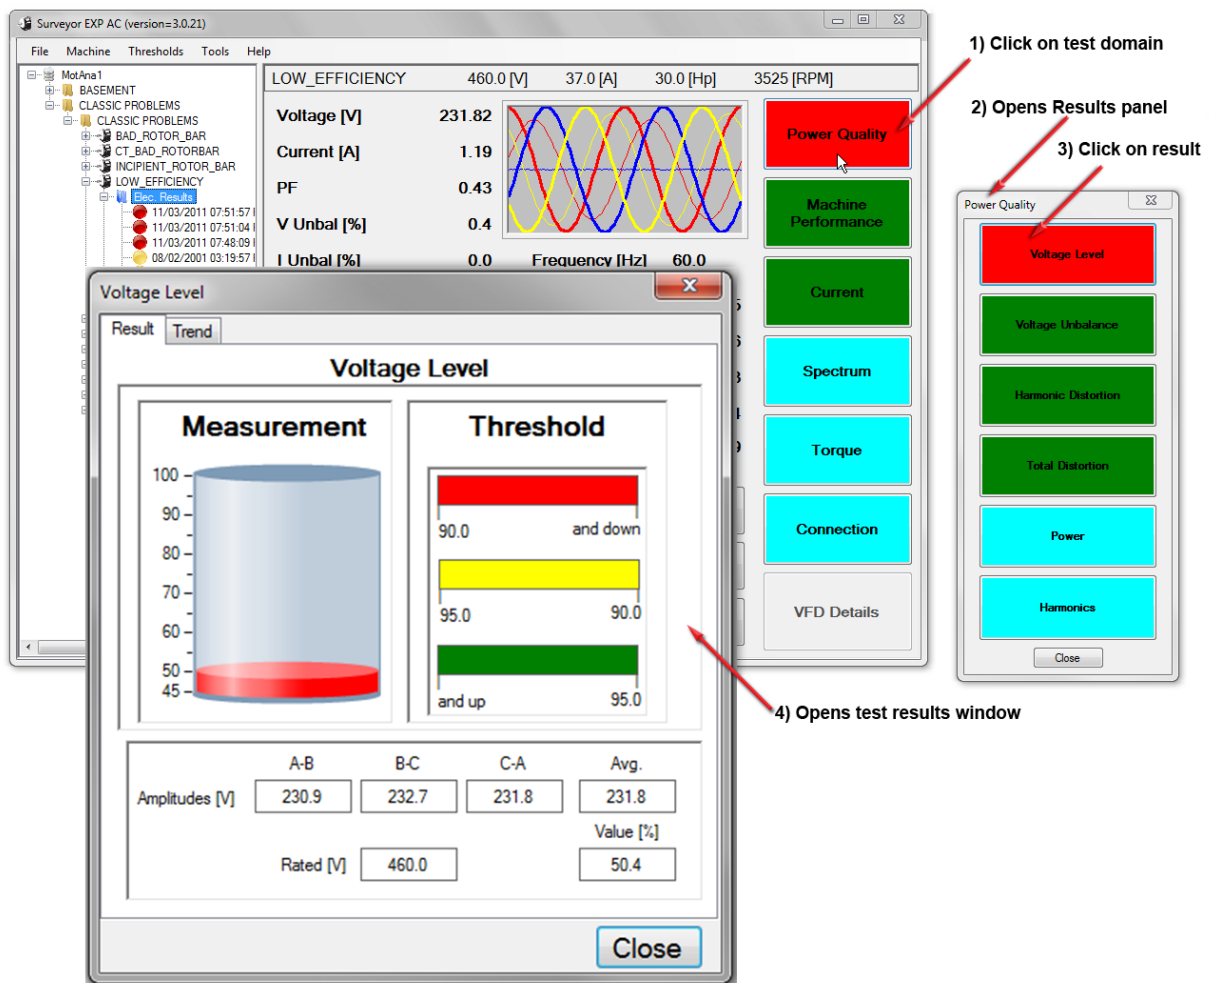 Surveyor EXP AC (version=3.0.21)
File Machine Thresholds Tools Help
MotAna1
BASEMENT
CLASSIC PROBLEMS
CLASSIC PROBLEMS
BAD_ROTOR_BAR
CT_BAD_ROTORBAR
INCIPIENT_ROTOR_BAR
LOW_EFFICIENCY
Elec. Results
11/03/2011 07:51:57
11/03/2011 07:51:04
11/03/2011 07:48:09
08/02/2001 03:19:57
LOW_EFFICIENCY 460.0 [V] 37.0 [A] 30.0 [Hp] 3525 [RPM]
Voltage [V] 231.82
Current [A] 1.19
PF 0.43
V Unbal [%] 0.4
I Unbal [%] 0.0 Frequency [Hz] 60.0
Power Quality
Machine
Performance
Current
Spectrum
Torque
Connection
VFD Details
1) Click on test domain
2) Opens Results panel
3) Click on result
Power Quality
Voltage Level
Voltage Unbalance
Harmonic Distortion
Total Distortion
Power
Harmonics
Close
4) Opens test results window
Voltage Level
Result Trend
Voltage Level
Measurement
100
90
80
70
60
50
45
Threshold
90.0 and down
95.0 90.0
and up 95.0
A-B B-C C-A Avg.
Amplitudes [V] 230.9 232.7 231.8 231.8
Value [%]
Rated [V] 460.0 50.4
Close